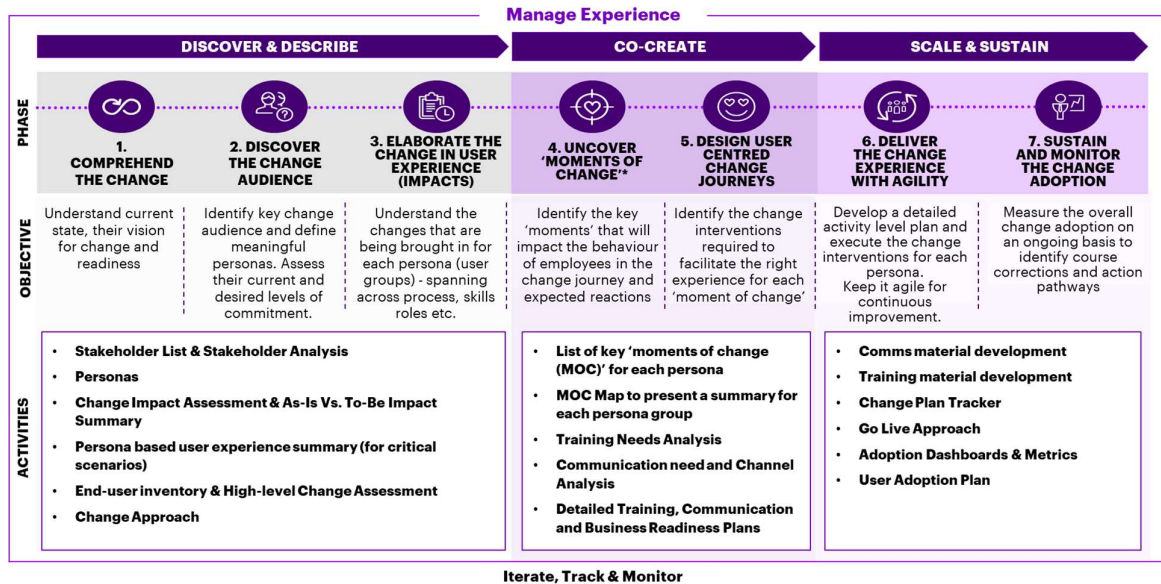 Manage Experience
DISCOVER & DESCRIBE
CO-CREATE
SCALE & SUSTAIN
PHASE
1.
COMPREHEND
THE CHANGE
2. DISCOVER
THE CHANGE
AUDIENCE
3. ELABORATE THE
CHANGE IN USER
EXPERIENCE
(IMPACTS)
4. UNCOVER
‘MOMENTS OF
CHANGE’*
5. DESIGN USER
CENTRED
CHANGE
JOURNEYS
6. DELIVER
THE CHANGE
EXPERIENCE
WITH AGILITY
7. SUSTAIN
AND MONITOR
THE CHANGE
ADOPTION
OBJECTIVE
Understand current
state, their vision
for change and
readiness
Identify key change
audience and define
meaningful
personas. Assess
their current and
desired levels of
commitment.
Understand the
changes that are
being brought in for
each persona (user
groups) - spanning
across process, skills
roles etc.
Identify the key
‘moments’ that will
impact the behaviour
of employees in the
change journey and
expected reactions
Identify the change
interventions
required to
facilitate the right
experience for each
‘moment of change’
Develop a detailed
activity level plan and
execute the change
interventions for each
persona.
Keep it agile for
continuous
improvement.
Measure the overall
change adoption on
an ongoing basis to
identify course
corrections and action
pathways
ACTIVITIES
• Stakeholder List & Stakeholder Analysis
• Personas
• Change Impact Assessment & As-Is Vs. To-Be Impact
Summary
• Persona based user experience summary (for critical
scenarios)
• End-user inventory & High-level Change Assessment
• Change Approach
• List of key ‘moments of change
(MOC)’ for each persona
• MOC Map to present a summary for
each persona group
• Training Needs Analysis
• Communication need and Channel
Analysis
• Detailed Training, Communication
and Business Readiness Plans
• Comms material development
• Training material development
• Change Plan Tracker
• Go Live Approach
• Adoption Dashboards & Metrics
• User Adoption Plan
Iterate, Track & Monitor